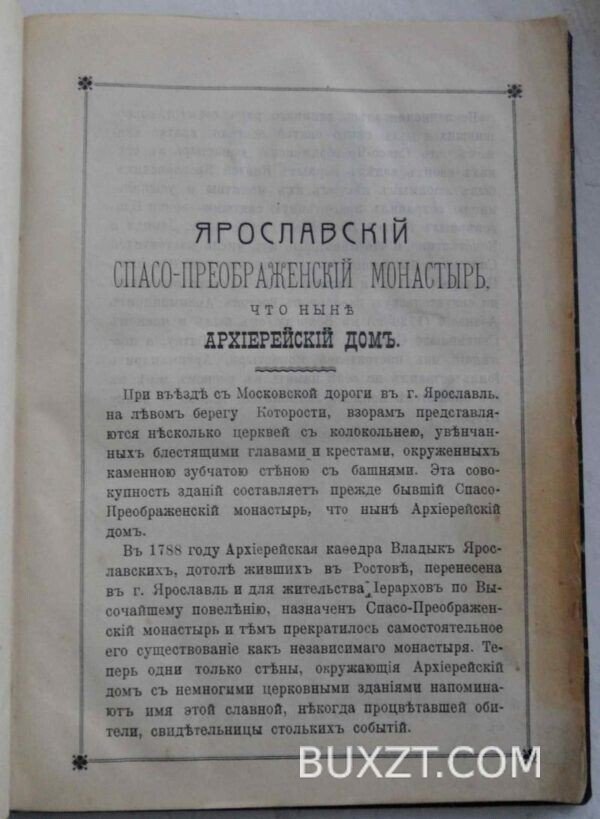 ЯРОСЛАВСКІЙ
СПАСО-ПРЕОБРАЖЕНСКІЙ МОНАСТЫРЬ,
ЧТО НЫНѢ
АРХІЕРЕЙСКІЙ ДОМЪ.
При въѣздѣ съ Московской дороги въ г. Ярославль,
на лѣвомъ берегу Которости, взорамъ представля-
ются нѣсколько церквей съ колокольнею, увѣнчан-
ныхъ блестящими главами и крестами, окруженныхъ
каменною зубчатою стѣною съ башнями. Эта сово-
купность зданій составляетъ прежде бывшій Спасо-
Преображенскій монастырь, что нынѣ Архіерейскій
домъ.
Въ 1788 году Архіерейская каѳедра Владыкъ Ярос-
лавскихъ, дотолѣ жившихъ въ Ростовѣ, перенесена
въ г. Ярославль и для жительства Іерарховъ по Вы-
сочайшему повелѣнію, назначенъ Спасо-Преображен-
скій монастырь и тѣмъ прекратилось самостоятельное
его существованіе какъ независимаго монастыря. Те-
перь одни только стѣны, окружающія Архіерейскій
домъ съ немногими церковными зданіями напомина-
ютъ имя этой славной, нѣкогда процвѣтавшей оби-
тели, свидѣтельницы столькихъ событій.
BUXZT.COM